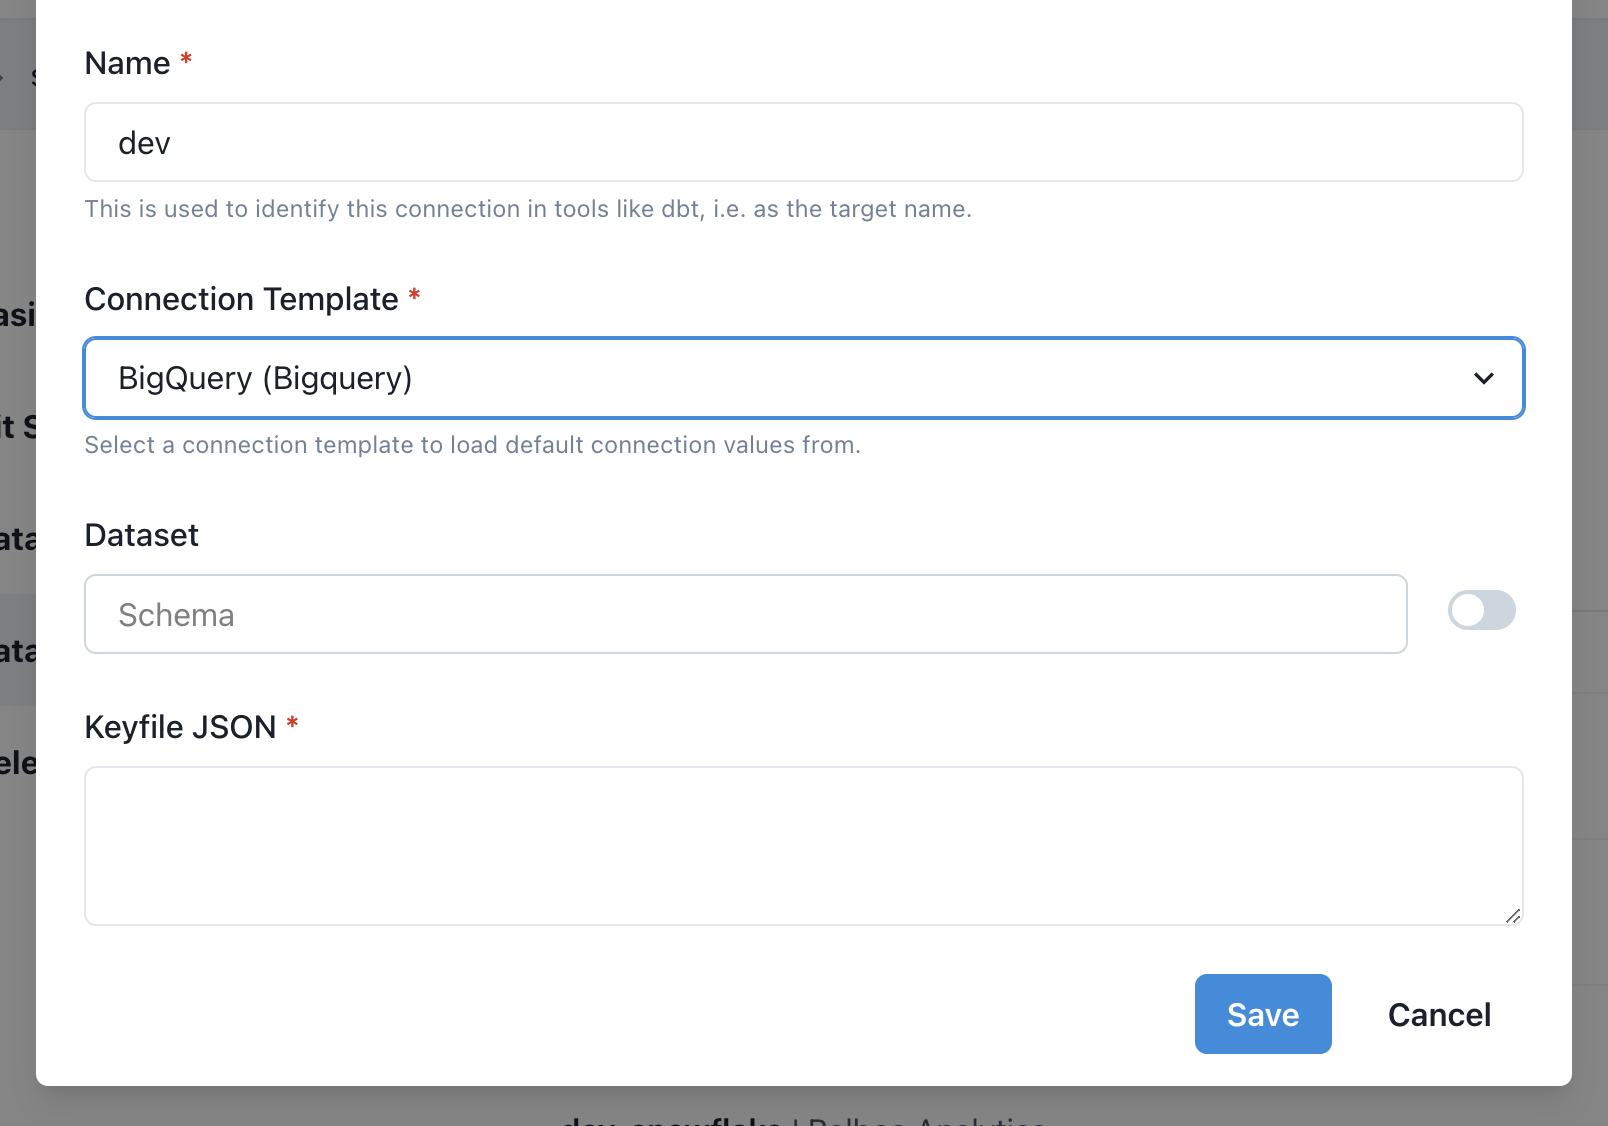 Name *
dev
This is used to identify this connection in tools like dbt, i.e. as the target name.
Connection Template *
BigQuery (Bigquery)
Select a connection template to load default connection values from.
Dataset
Schema
Keyfile JSON *
Save
Cancel